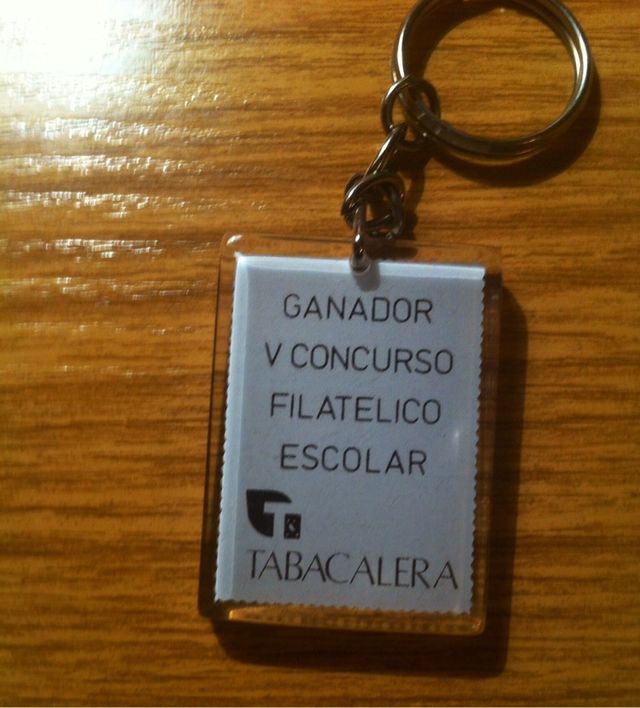 GANADOR
V CONCURSO
FILATELICO
ESCOLAR
T
TABACALERA